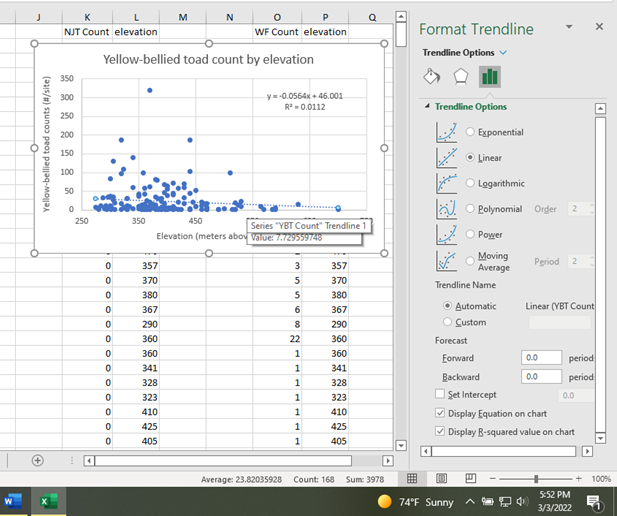 J K L M N O P Q
NJT Count elevation WF Count elevation
Yellow-bellied toad count by elevation
y = -0.0564x + 46.001
R² = 0.0112
Yellow-bellied toad counts (#/site)
350
300
250
200
150
100
50
0
250 350 450
Elevation (meters abov
Series "YBT Count" Trendline 1
Value: 7.729559748
0 357 3 357
0 370 5 370
0 380 5 380
0 367 6 367
0 290 8 290
0 360 22 360
0 360 1 360
0 341 1 341
0 328 1 328
0 323 1 323
0 410 1 410
0 425 1 425
0 405 1 405
Format Trendline
Trendline Options
Trendline Options
Exponential
Linear
Logarithmic
Polynomial Order 2
Power
Moving Average Period 2
Trendline Name
Automatic Linear (YBT Count
Custom
Forecast
Forward 0.0 period
Backward 0.0 period
Set Intercept 0.0
Display Equation on chart
Display R-squared value on chart
Average: 23.82035928 Count: 168 Sum: 3978
100%
74°F Sunny
5:52 PM
3/3/2022
1